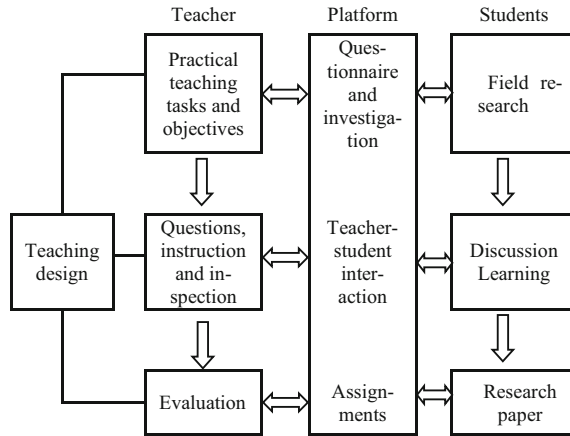 Teacher
Platform
Students
Practical
teaching
tasks and
objectives
Ques-
tionnaire
and
investiga-
tion
Field re-
search
Teaching
design
Questions,
instruction
and in-
spection
Teacher-
student
inter-
action
Discussion
Learning
Evaluation
Assign-
ments
Research
paper